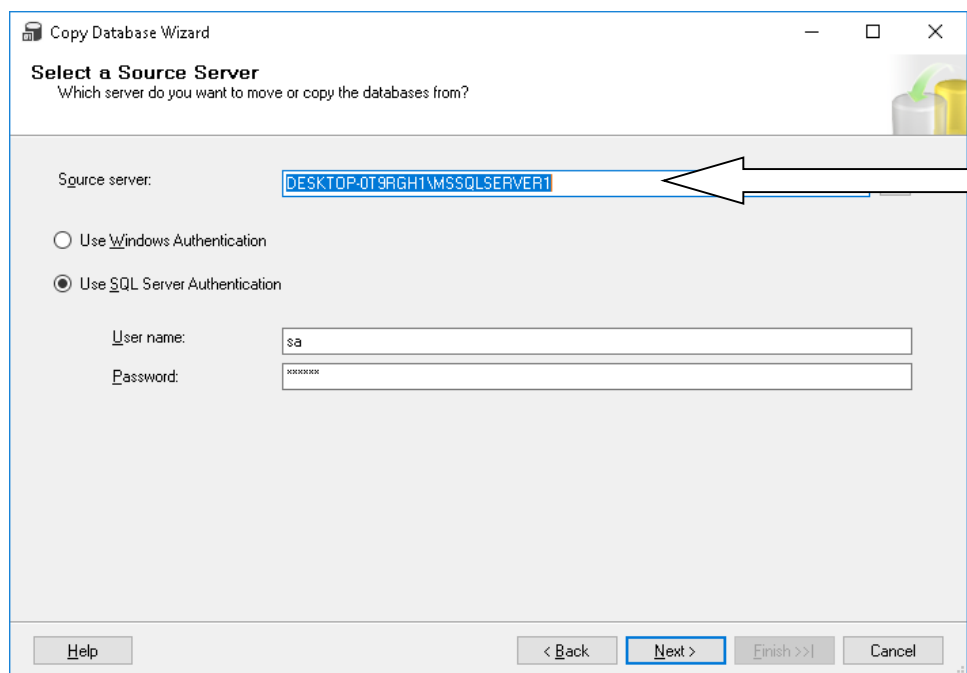 Copy Database Wizard
Select a Source Server
Which server do you want to move or copy the databases from?
Source server:
DESKTOP-0T9RGH1\MSSQLSERVER1
Use Windows Authentication
Use SQL Server Authentication
User name:
sa
Password:
××××××
Help
< Back
Next >
Finish >>|
Cancel